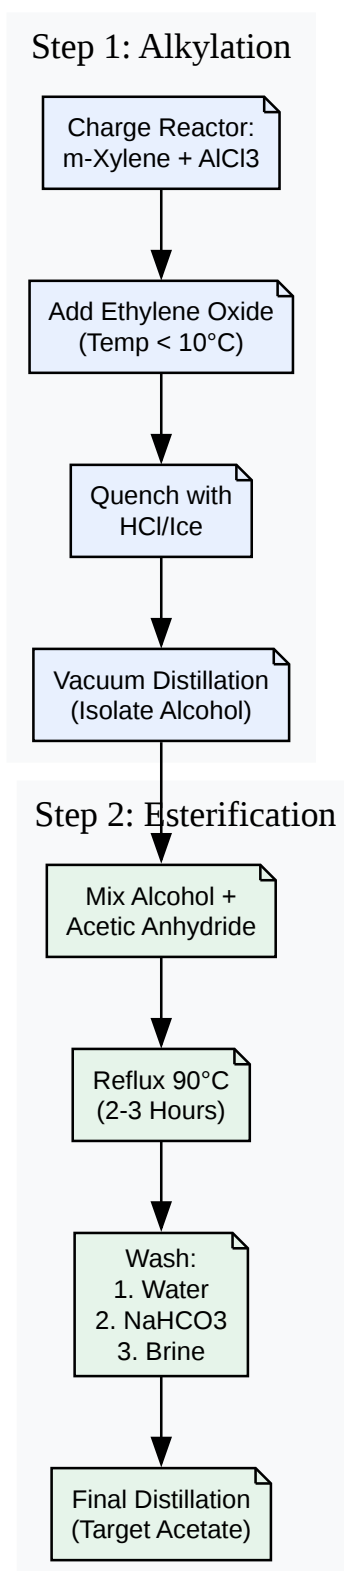 Step 1: Alkylation
Charge Reactor:
m-Xylene + AlCl3
Add Ethylene Oxide
(Temp < 10°C)
Quench with
HCl/Ice
Vacuum Distillation
(Isolate Alcohol)
Step 2: Esterification
Mix Alcohol +
Acetic Anhydride
Reflux 90°C
(2-3 Hours)
Wash:
1. Water
2. NaHCO3
3. Brine
Final Distillation
(Target Acetate)